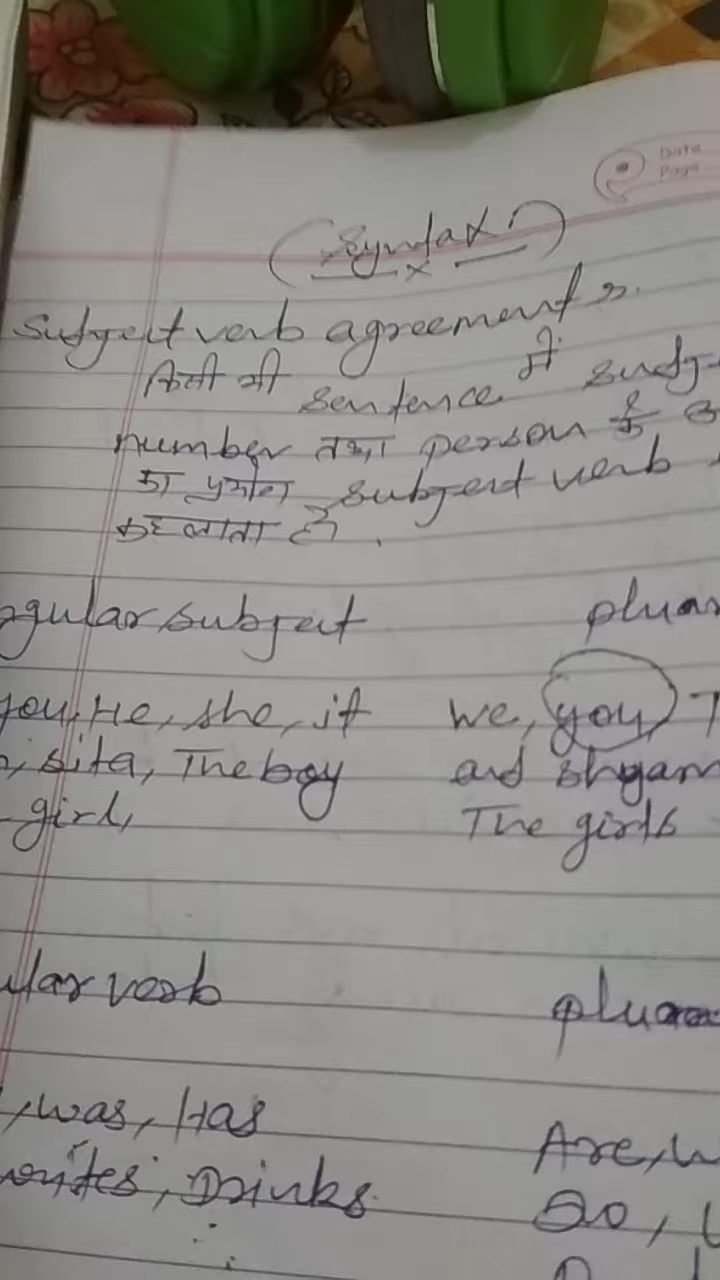 Date
Page
(Syntax)
Subject verb agreement :-
किसी भी sentence में subj
number तथा person के
का प्रयोग subject verb
कहलाता है.
gular subject plu
you, He, she, it we, you, T
, sita, The boy and shyam
girl, The girls
ular verb plu
, was, Has Are, w
writes, Drinks Do,